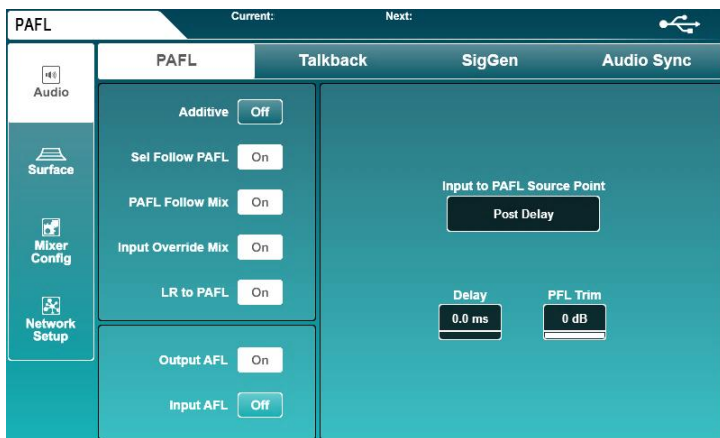 PAFL
Current:
Next:
Audio
Surface
Mixer
Config
Network
Setup
PAFL
Talkback
SigGen
Audio Sync
Additive Off
Sel Follow PAFL On
PAFL Follow Mix On
Input Override Mix On
LR to PAFL On
Output AFL On
Input AFL Off
Input to PAFL Source Point
Post Delay
Delay
0.0 ms
PFL Trim
0 dB